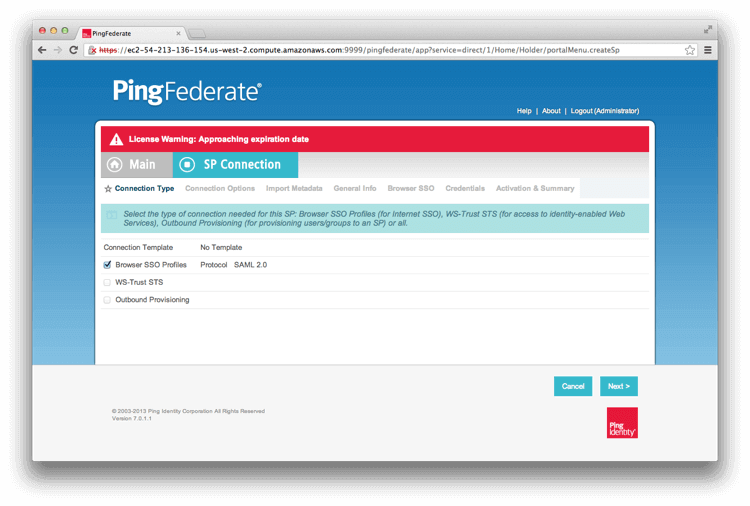 PingFederate
https://ec2-54-213-136-154.us-west-2.compute.amazonaws.com:9999/pingfederate/app?service=direct/1/Home/Holder/portalMenu.createSp
PingFederate®
Help | About | Logout (Administrator)
License Warning: Approaching expiration date
Main SP Connection
Connection Type Connection Options Import Metadata General Info Browser SSO Credentials Activation & Summary
Select the type of connection needed for this SP: Browser SSO Profiles (for Internet SSO), WS-Trust STS (for access to identity-enabled Web
Services), Outbound Provisioning (for provisioning users/groups to an SP) or all.
Connection Template No Template
Browser SSO Profiles Protocol SAML 2.0
WS-Trust STS
Outbound Provisioning
Cancel Next >
© 2003-2013 Ping Identity Corporation All Rights Reserved
Version 7.0.1.1
Ping
Identity®